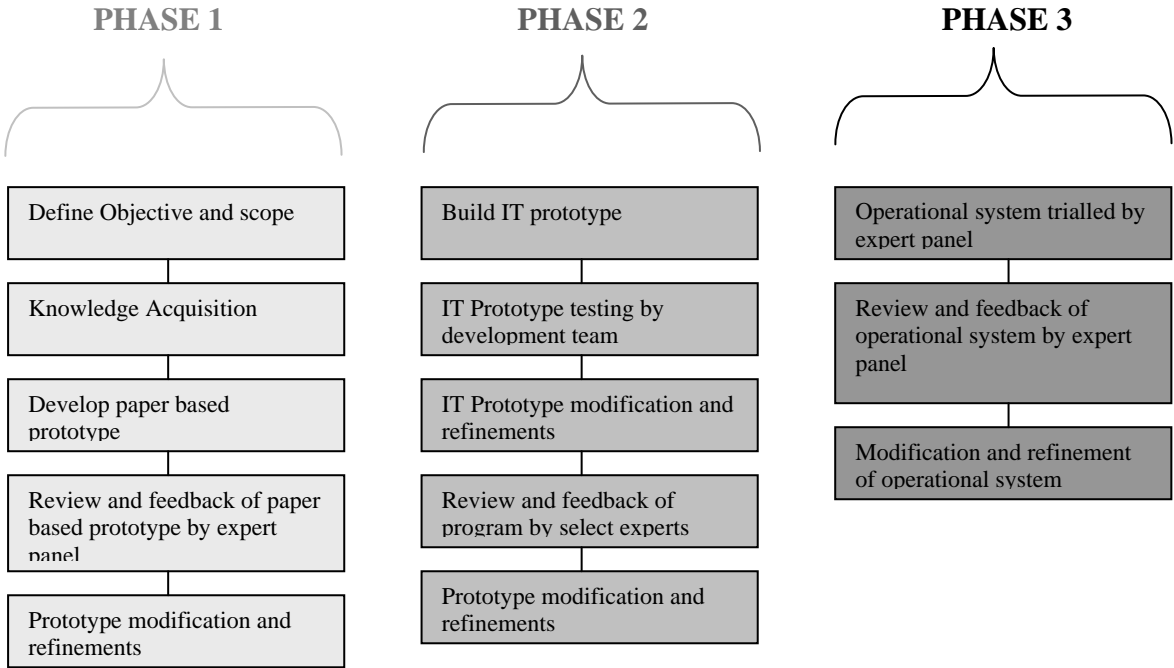 PHASE 1
Define Objective and scope
Knowledge Acquisition
Develop paper based
prototype
Review and feedback of paper
based prototype by expert
panel
Prototype modification and
refinements
PHASE 2
Build IT prototype
IT Prototype testing by
development team
IT Prototype modification and
refinements
Review and feedback of
program by select experts
Prototype modification and
refinements
PHASE 3
Operational system trialled by
expert panel
Review and feedback of
operational system by expert
panel
Modification and refinement
of operational system